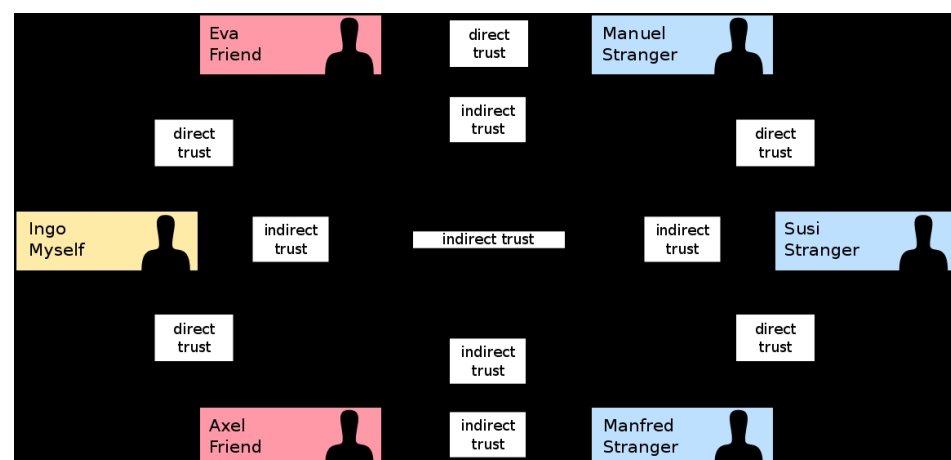 Eva
Friend
direct
trust
Manuel
Stranger
indirect
trust
direct
trust
direct
trust
Ingo
Myself
indirect
trust
indirect trust
indirect
trust
Susi
Stranger
direct
trust
direct
trust
indirect
trust
Axel
Friend
indirect
trust
Manfred
Stranger